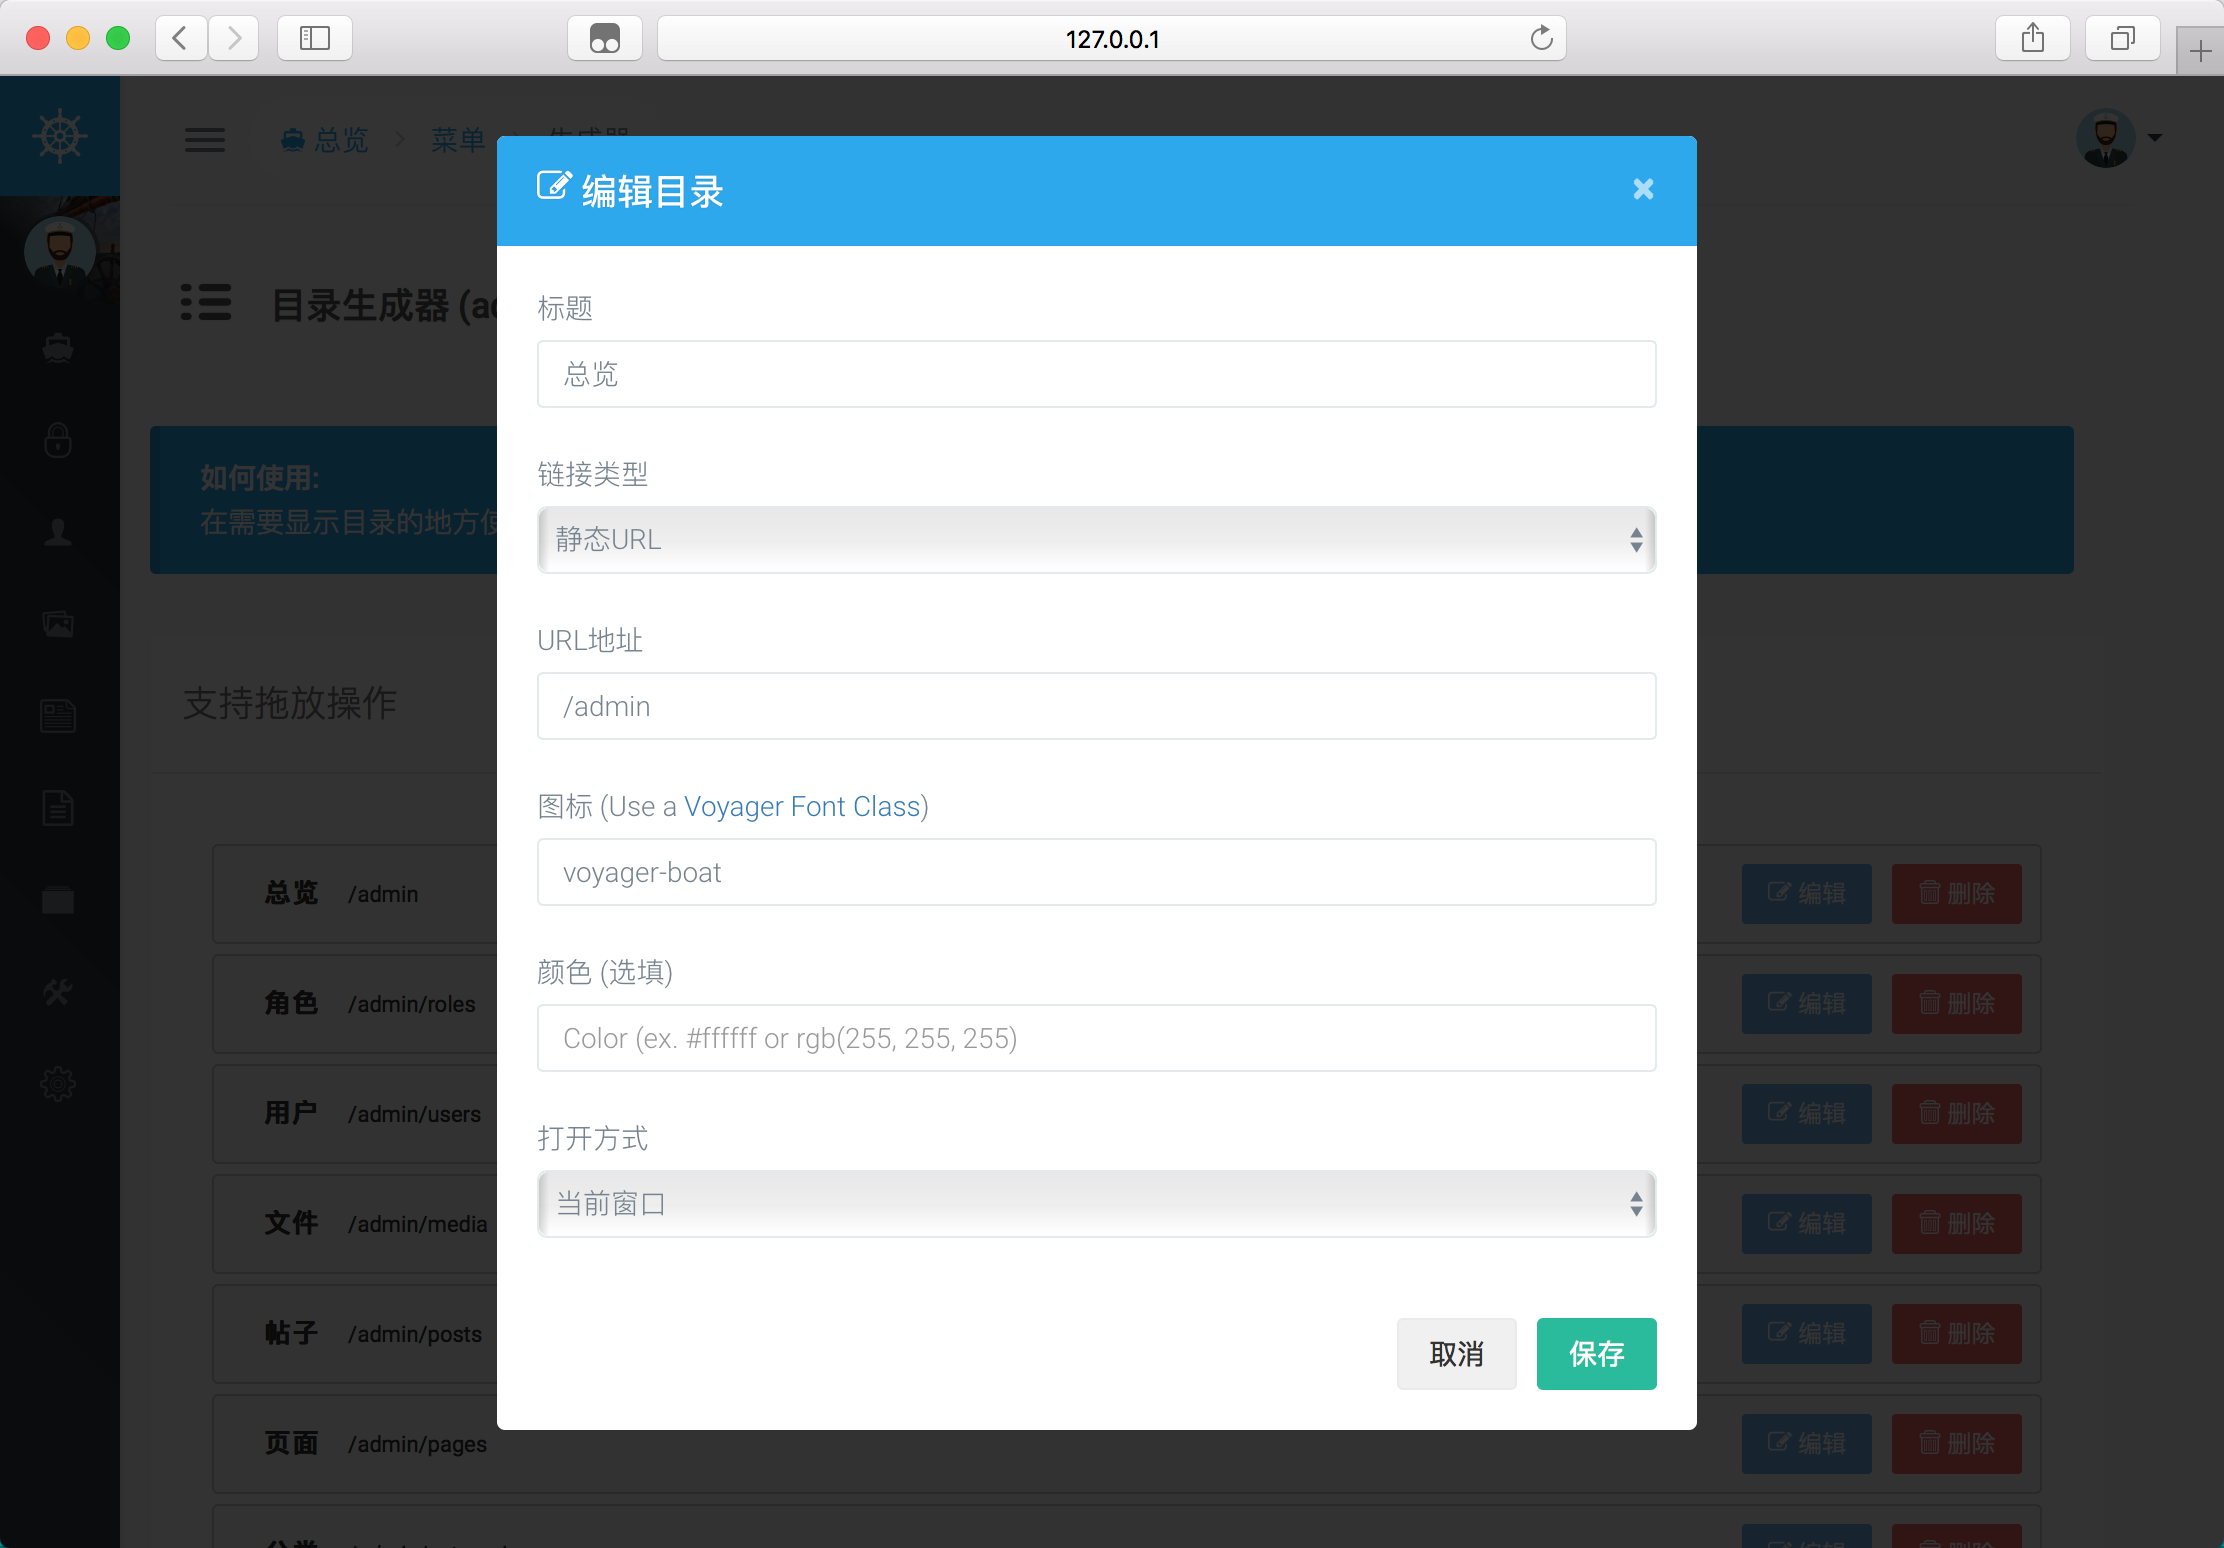 127.0.0.1
总览 > 菜单
目录生成器
如何使用:
在需要显示目录的地方
支持拖放操作
总览 /admin 编辑 删除
角色 /admin/roles 编辑 删除
用户 /admin/users 编辑 删除
文件 /admin/media 编辑 删除
帖子 /admin/posts 编辑 删除
页面 /admin/pages 编辑 删除
编辑目录
标题
总览
链接类型
静态URL
URL地址
/admin
图标 (Use a Voyager Font Class)
voyager-boat
颜色 (选填)
Color (ex. #ffffff or rgb(255, 255, 255)
打开方式
当前窗口
取消 保存